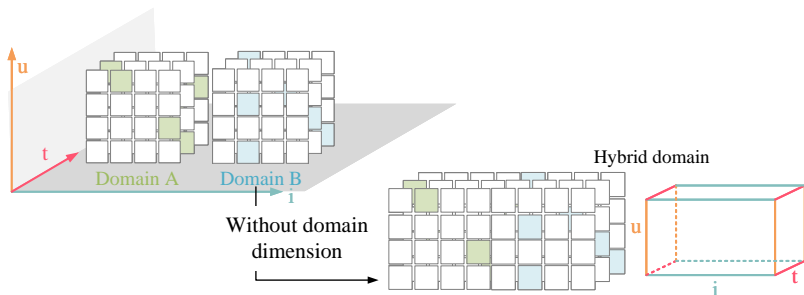 u
t
Domain A
Domain B
i
Without domain
dimension
Hybrid domain
u
t
i